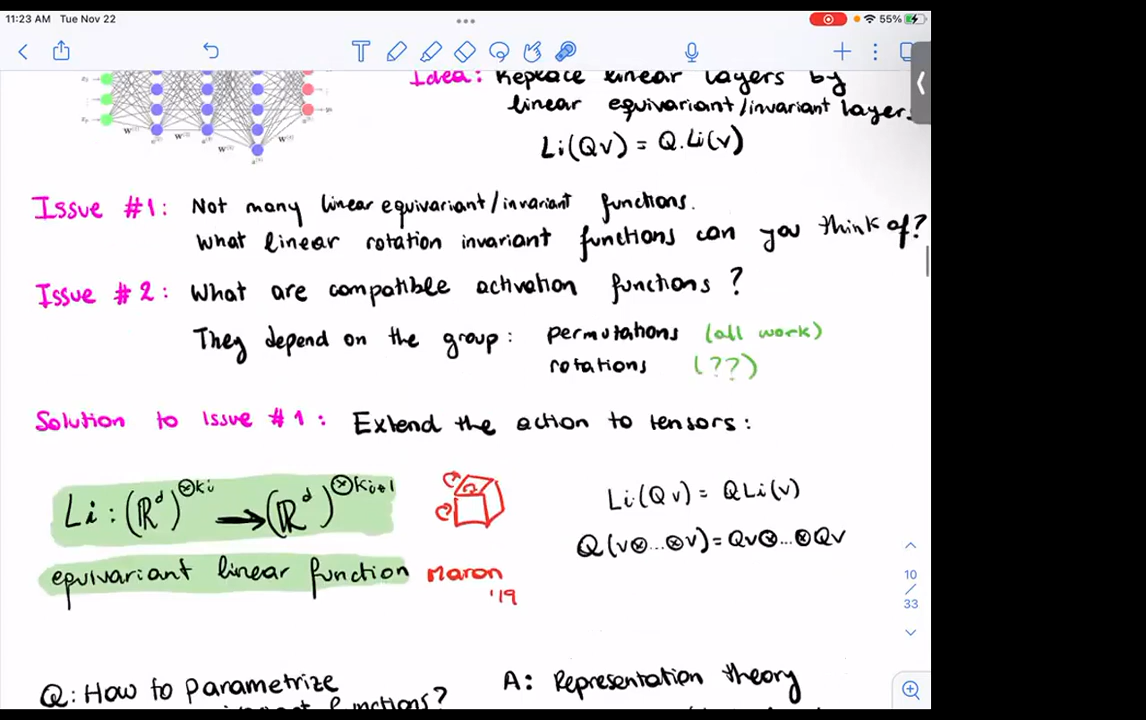 11:23 AM Tue Nov 22
55%
Idea: Replace linear layers by
linear equivariant/invariant layers
Li(Qv) = Q.Li(v)
Issue #1: Not many linear equivariant/invariant functions.
What linear rotation invariant functions can you think of?
Issue #2: What are compatible activation functions?
They depend on the group: permutations (all work)
rotations (??)
Solution to Issue #1: Extend the action to tensors:
Li: (ℝᵈ)^⊗ki → (ℝᵈ)^⊗ki+1
equivariant linear function
Maron
'19
Li(Qv) = QLi(v)
Q(v⊗...⊗v) = Qv⊗...⊗Qv
10
/
33
Q: How to parametrize
functions?
A: Representation theory